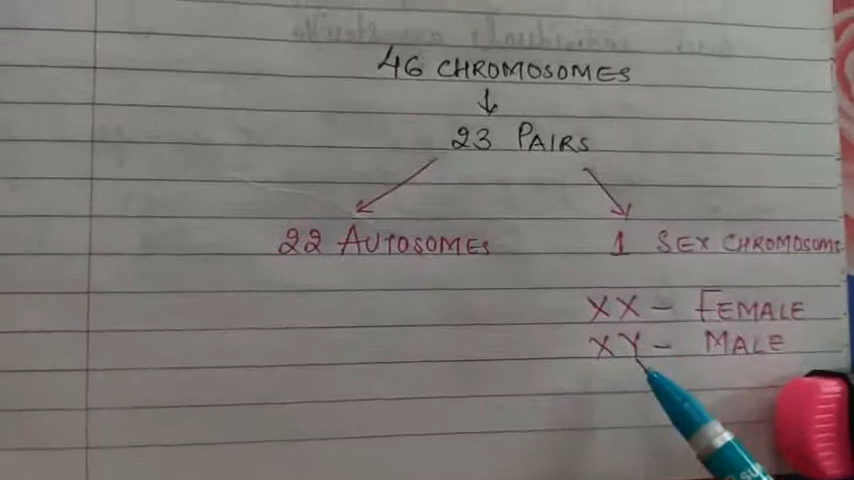 46 CHROMOSOMES
↓
23 PAIRS
22 AUTOSOMES 1 SEX CHROMOSOME
XX - FEMALE
XY - MALE